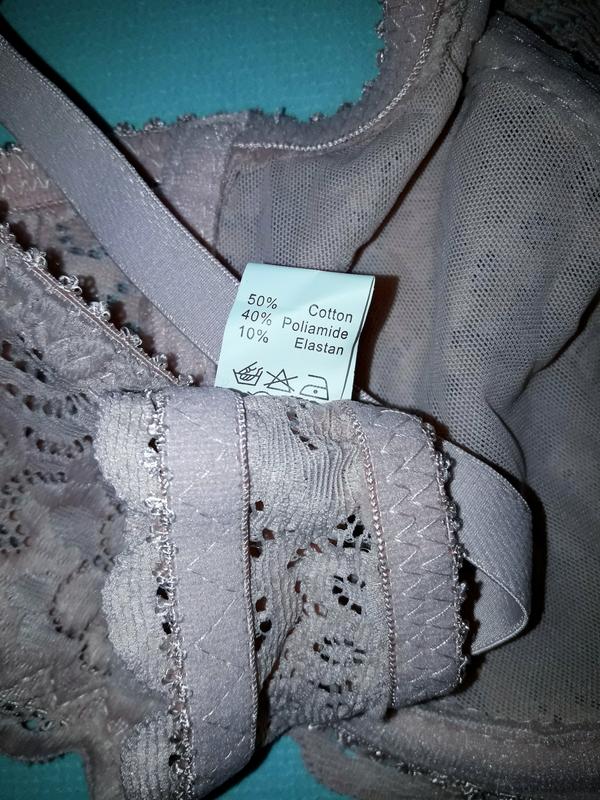 50% Cotton
40% Poliamide
10% Elastan